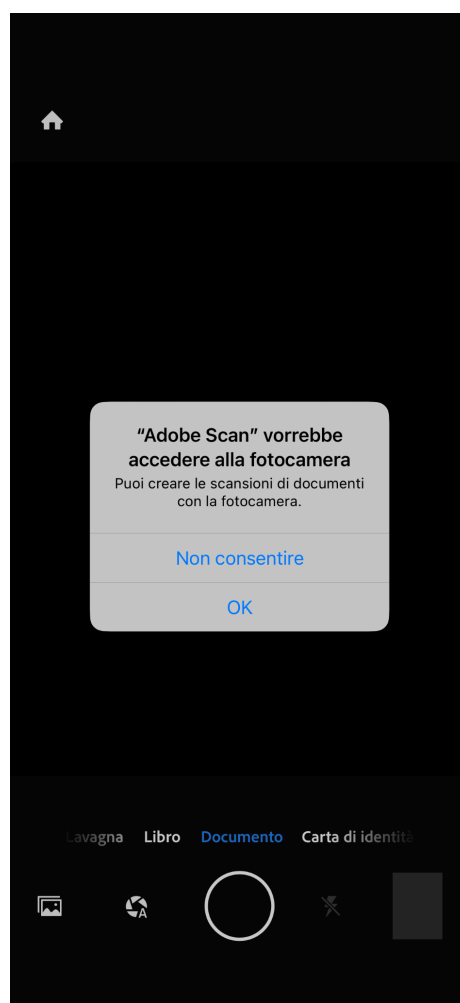 “Adobe Scan” vorrebbe
accedere alla fotocamera
Puoi creare le scansioni di documenti
con la fotocamera.
Non consentire
OK
Lavagna Libro Documento Carta di identità
A